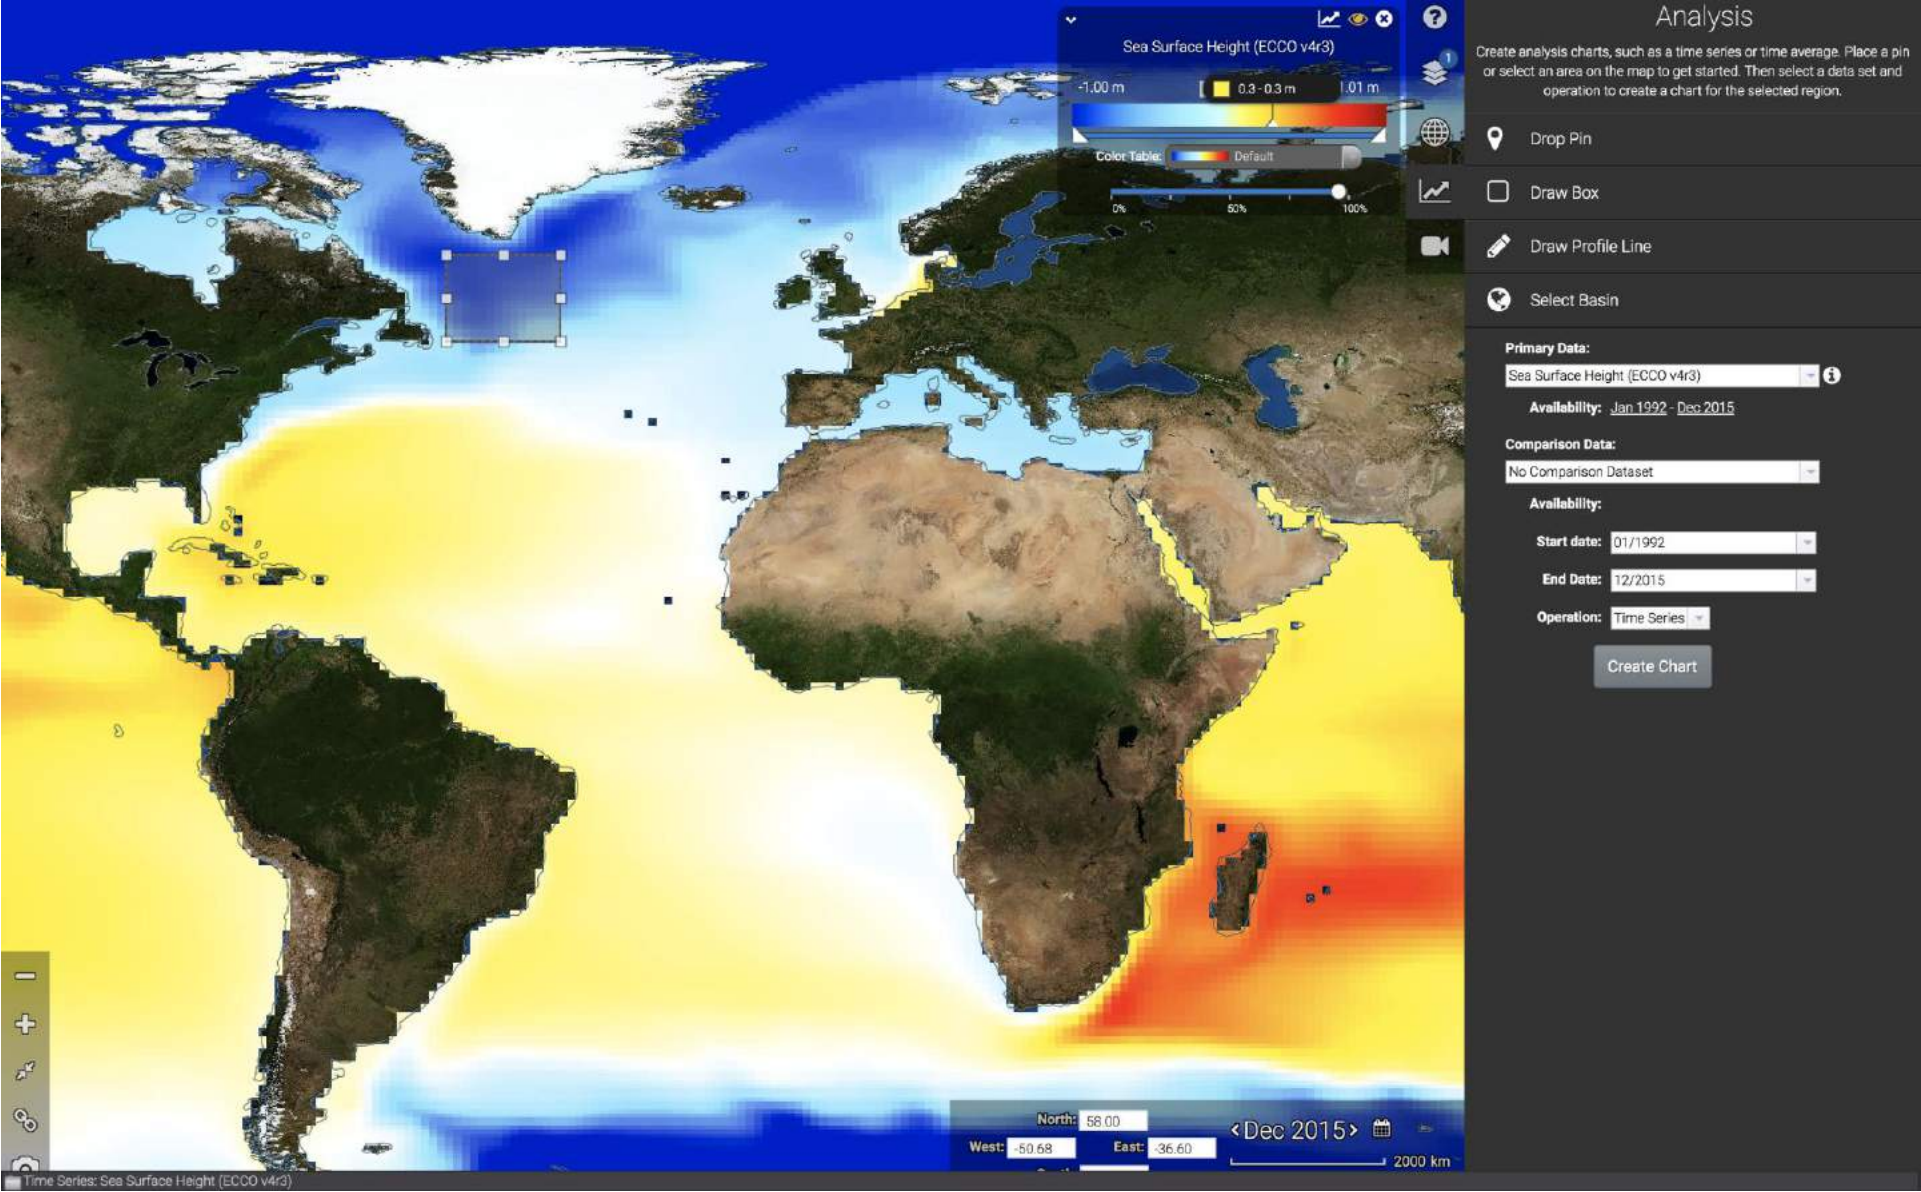 Sea Surface Height (ECCO v4r3)
-1.00 m
0.3 - 0.3 m
1.01 m
Color Table:
Default
0%
50%
100%
?
1
North: 58.00
West: -50.68
East: -36.60
<Dec 2015>
2000 km
Time Series: Sea Surface Height (ECCO v4r3)
Analysis
Create analysis charts, such as a time series or time average. Place a pin
or select an area on the map to get started. Then select a data set and
operation to create a chart for the selected region.
Drop Pin
Draw Box
Draw Profile Line
Select Basin
Primary Data:
Sea Surface Height (ECCO v4r3)
Availability: Jan 1992 - Dec 2015
Comparison Data:
No Comparison Dataset
Availability:
Start date: 01/1992
End Date: 12/2015
Operation: Time Series
Create Chart